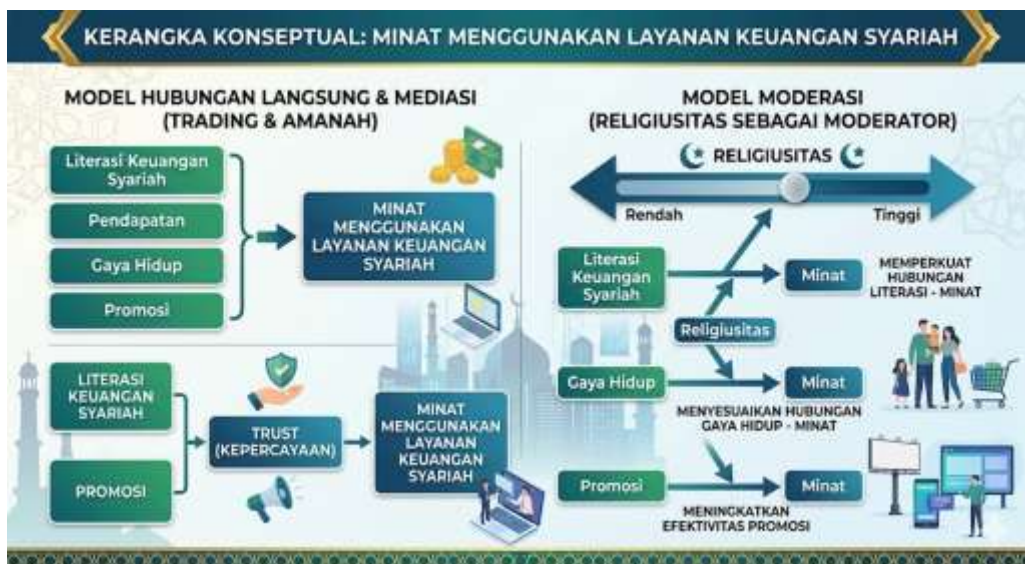 KERANGKA KONSEPTUAL: MINAT MENGGUNAKAN LAYANAN KEUANGAN SYARIAH
MODEL HUBUNGAN LANGSUNG & MEDIASI
(TRADING & AMANAH)
Literasi Keuangan
Syariah
Pendapatan
Gaya Hidup
Promosi
MINAT
MENGGUNAKAN
LAYANAN KEUANGAN
SYARIAH
LITERASI
KEUANGAN
SYARIAH
PROMOSI
TRUST
(KEPERCAYAAN)
MINAT
MENGGUNAKAN
LAYANAN
KEUANGAN
SYARIAH
MODEL MODERASI
(RELIGIUSITAS SEBAGAI MODERATOR)
RELIGIUSITAS
Rendah
Tinggi
Literasi
Keuangan
Syariah
Minat
MEMPERKUAT
HUBUNGAN
LITERASI - MINAT
Religiusitas
Gaya Hidup
Minat
MENYESUAIKAN HUBUNGAN
GAYA HIDUP - MINAT
Promosi
Minat
MENINGKATKAN
EFEKTIVITAS PROMOSI